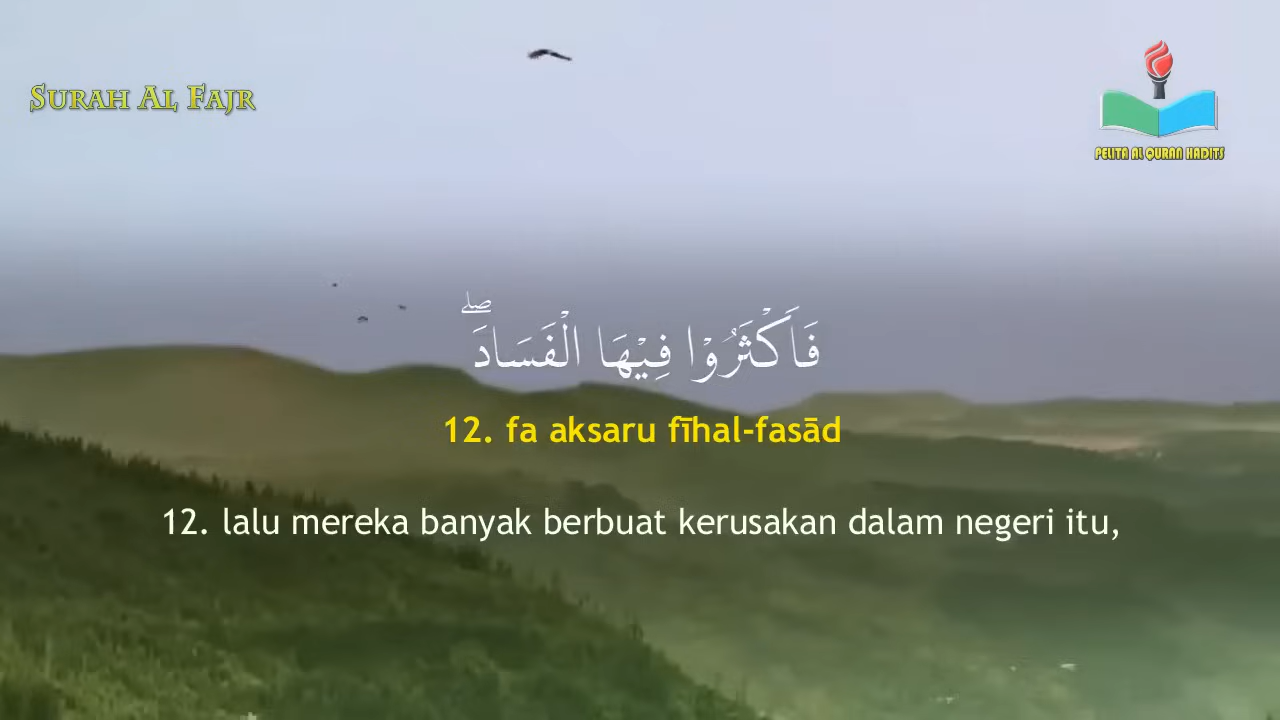 SURAH AL FAJR
PELITA AL QURAN HADITS
فَاَكْثَرُوْا فِيْهَا الْفَسَادَۖ
12. fa aksaru fīhal-fasād
12. lalu mereka banyak berbuat kerusakan dalam negeri itu,